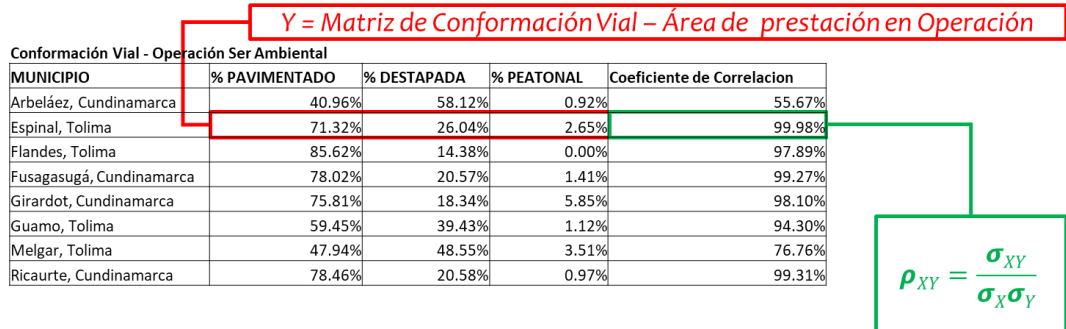 Y = Matriz de Conformación Vial – Área de prestación en Operación
Conformación Vial - Operación Ser Ambiental
MUNICIPIO % PAVIMENTADO % DESTAPADA % PEATONAL Coeficiente de Correlacion
Arbeláez, Cundinamarca 40.96% 58.12% 0.92% 55.67%
Espinal, Tolima 71.32% 26.04% 2.65% 99.98%
Flandes, Tolima 85.62% 14.38% 0.00% 97.89%
Fusagasugá, Cundinamarca 78.02% 20.57% 1.41% 99.27%
Girardot, Cundinamarca 75.81% 18.34% 5.85% 98.10%
Guamo, Tolima 59.45% 39.43% 1.12% 94.30%
Melgar, Tolima 47.94% 48.55% 3.51% 76.76%
Ricaurte, Cundinamarca 78.46% 20.58% 0.97% 99.31%
ρXY = σXY / σXσY